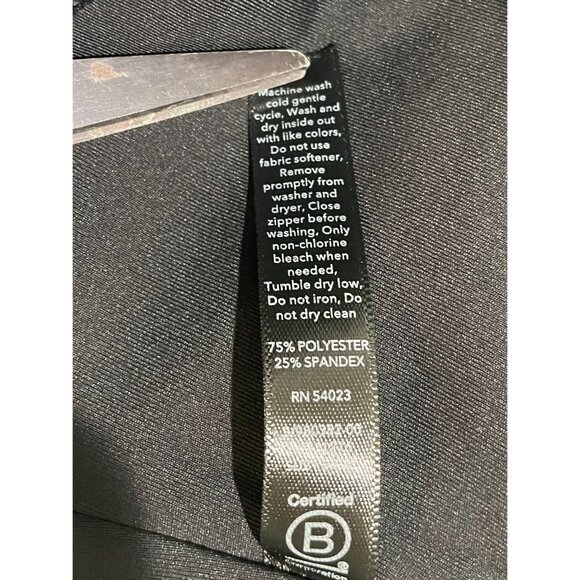 Machine wash
cold gentle
cycle, Wash and
dry inside out
with like colors,
Do not use
fabric softener,
Remove
promptly from
washer and
dryer, Close
zipper before
washing, Only
non-chlorine
bleach when
needed,
Tumble dry low,
Do not iron, Do
not dry clean
75% POLYESTER
25% SPANDEX
RN 54023
Certified
B